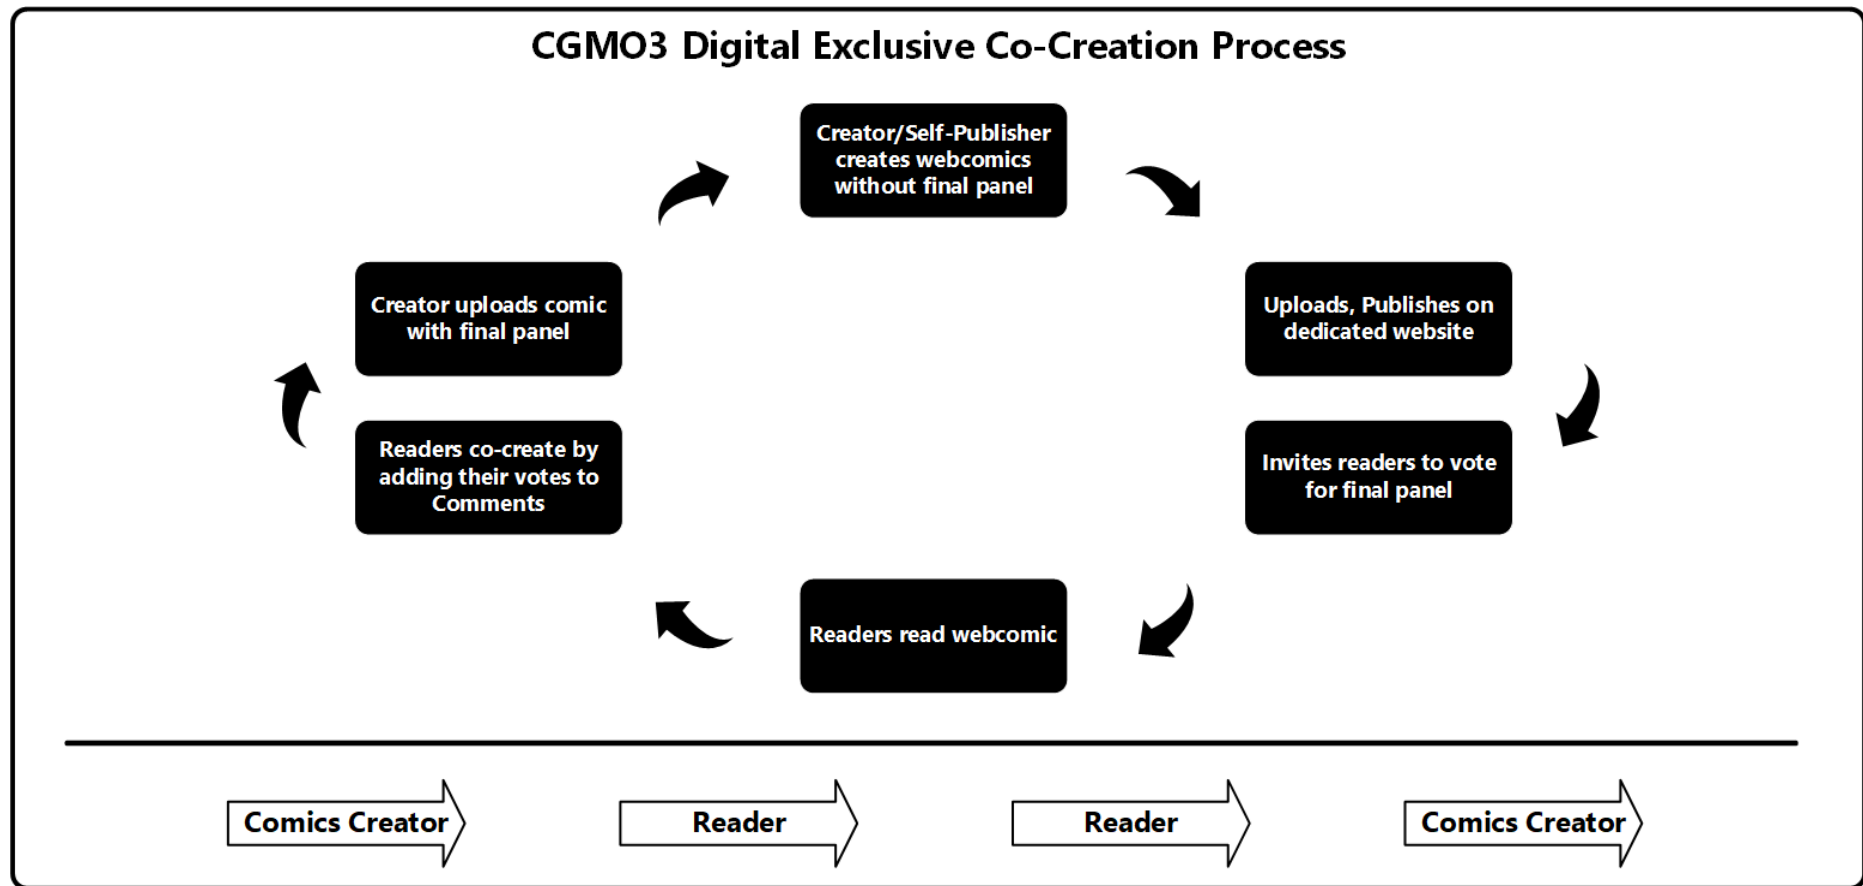 CGMO3 Digital Exclusive Co-Creation Process
Creator/Self-Publisher
creates webcomics
without final panel
Uploads, Publishes on
dedicated website
Invites readers to vote
for final panel
Readers read webcomic
Readers co-create by
adding their votes to
Comments
Creator uploads comic
with final panel
Comics Creator
Reader
Reader
Comics Creator